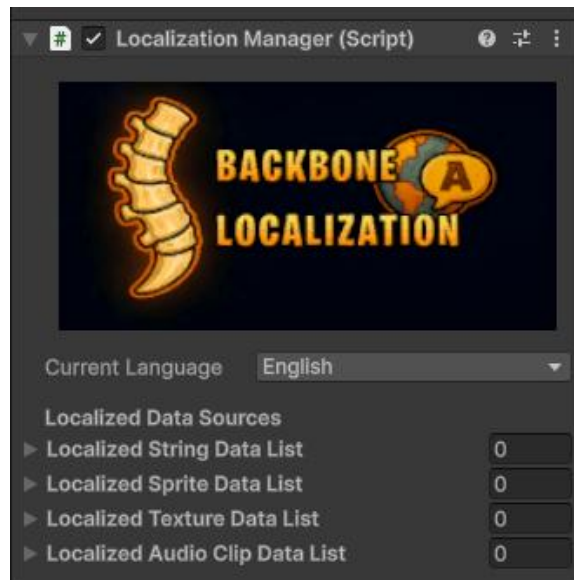 # Localization Manager (Script)
BACKBONE
A
LOCALIZATION
Current Language English
Localized Data Sources
Localized String Data List 0
Localized Sprite Data List 0
Localized Texture Data List 0
Localized Audio Clip Data List 0